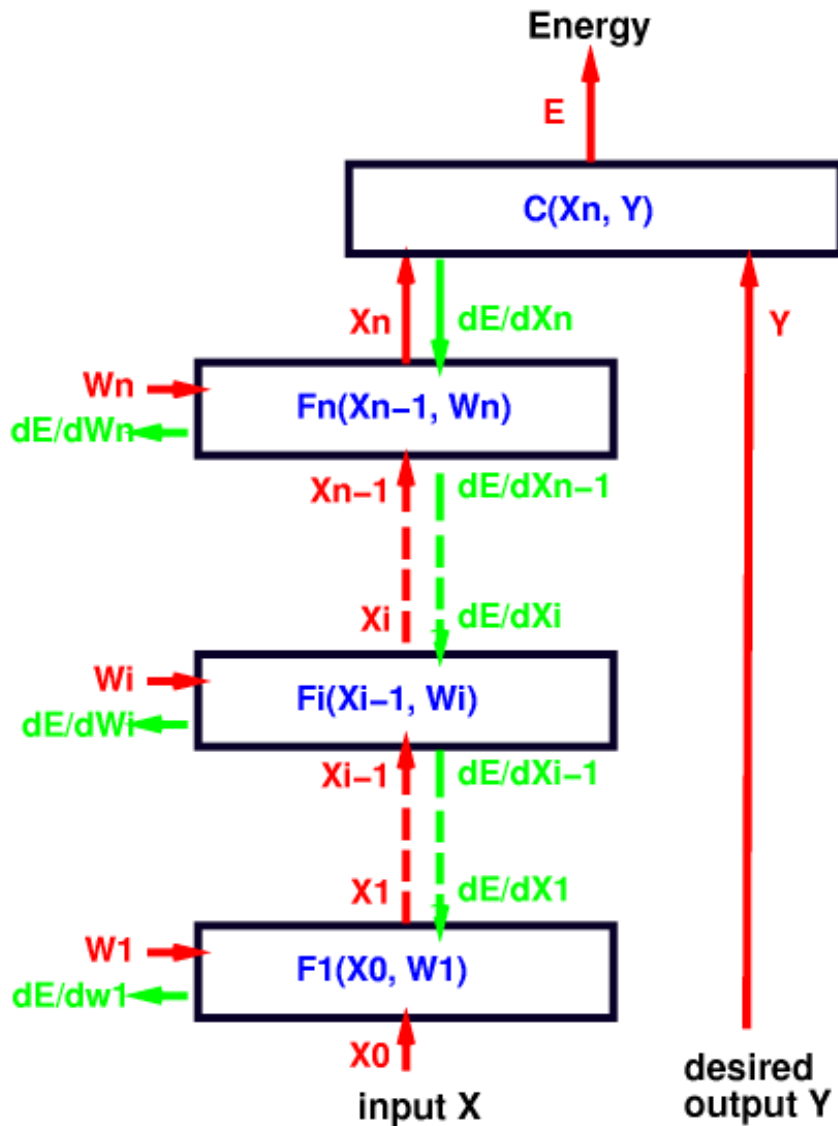 Energy
E
C(Xn, Y)
Xn
dE/dXn
Y
Wn
Fn(Xn−1, Wn)
dE/dWn
Xn−1
dE/dXn−1
Xi
dE/dXi
Wi
Fi(Xi−1, Wi)
dE/dWi
Xi−1
dE/dXi−1
X1
dE/dX1
W1
F1(X0, W1)
dE/dw1
X0
input X
desired
output Y